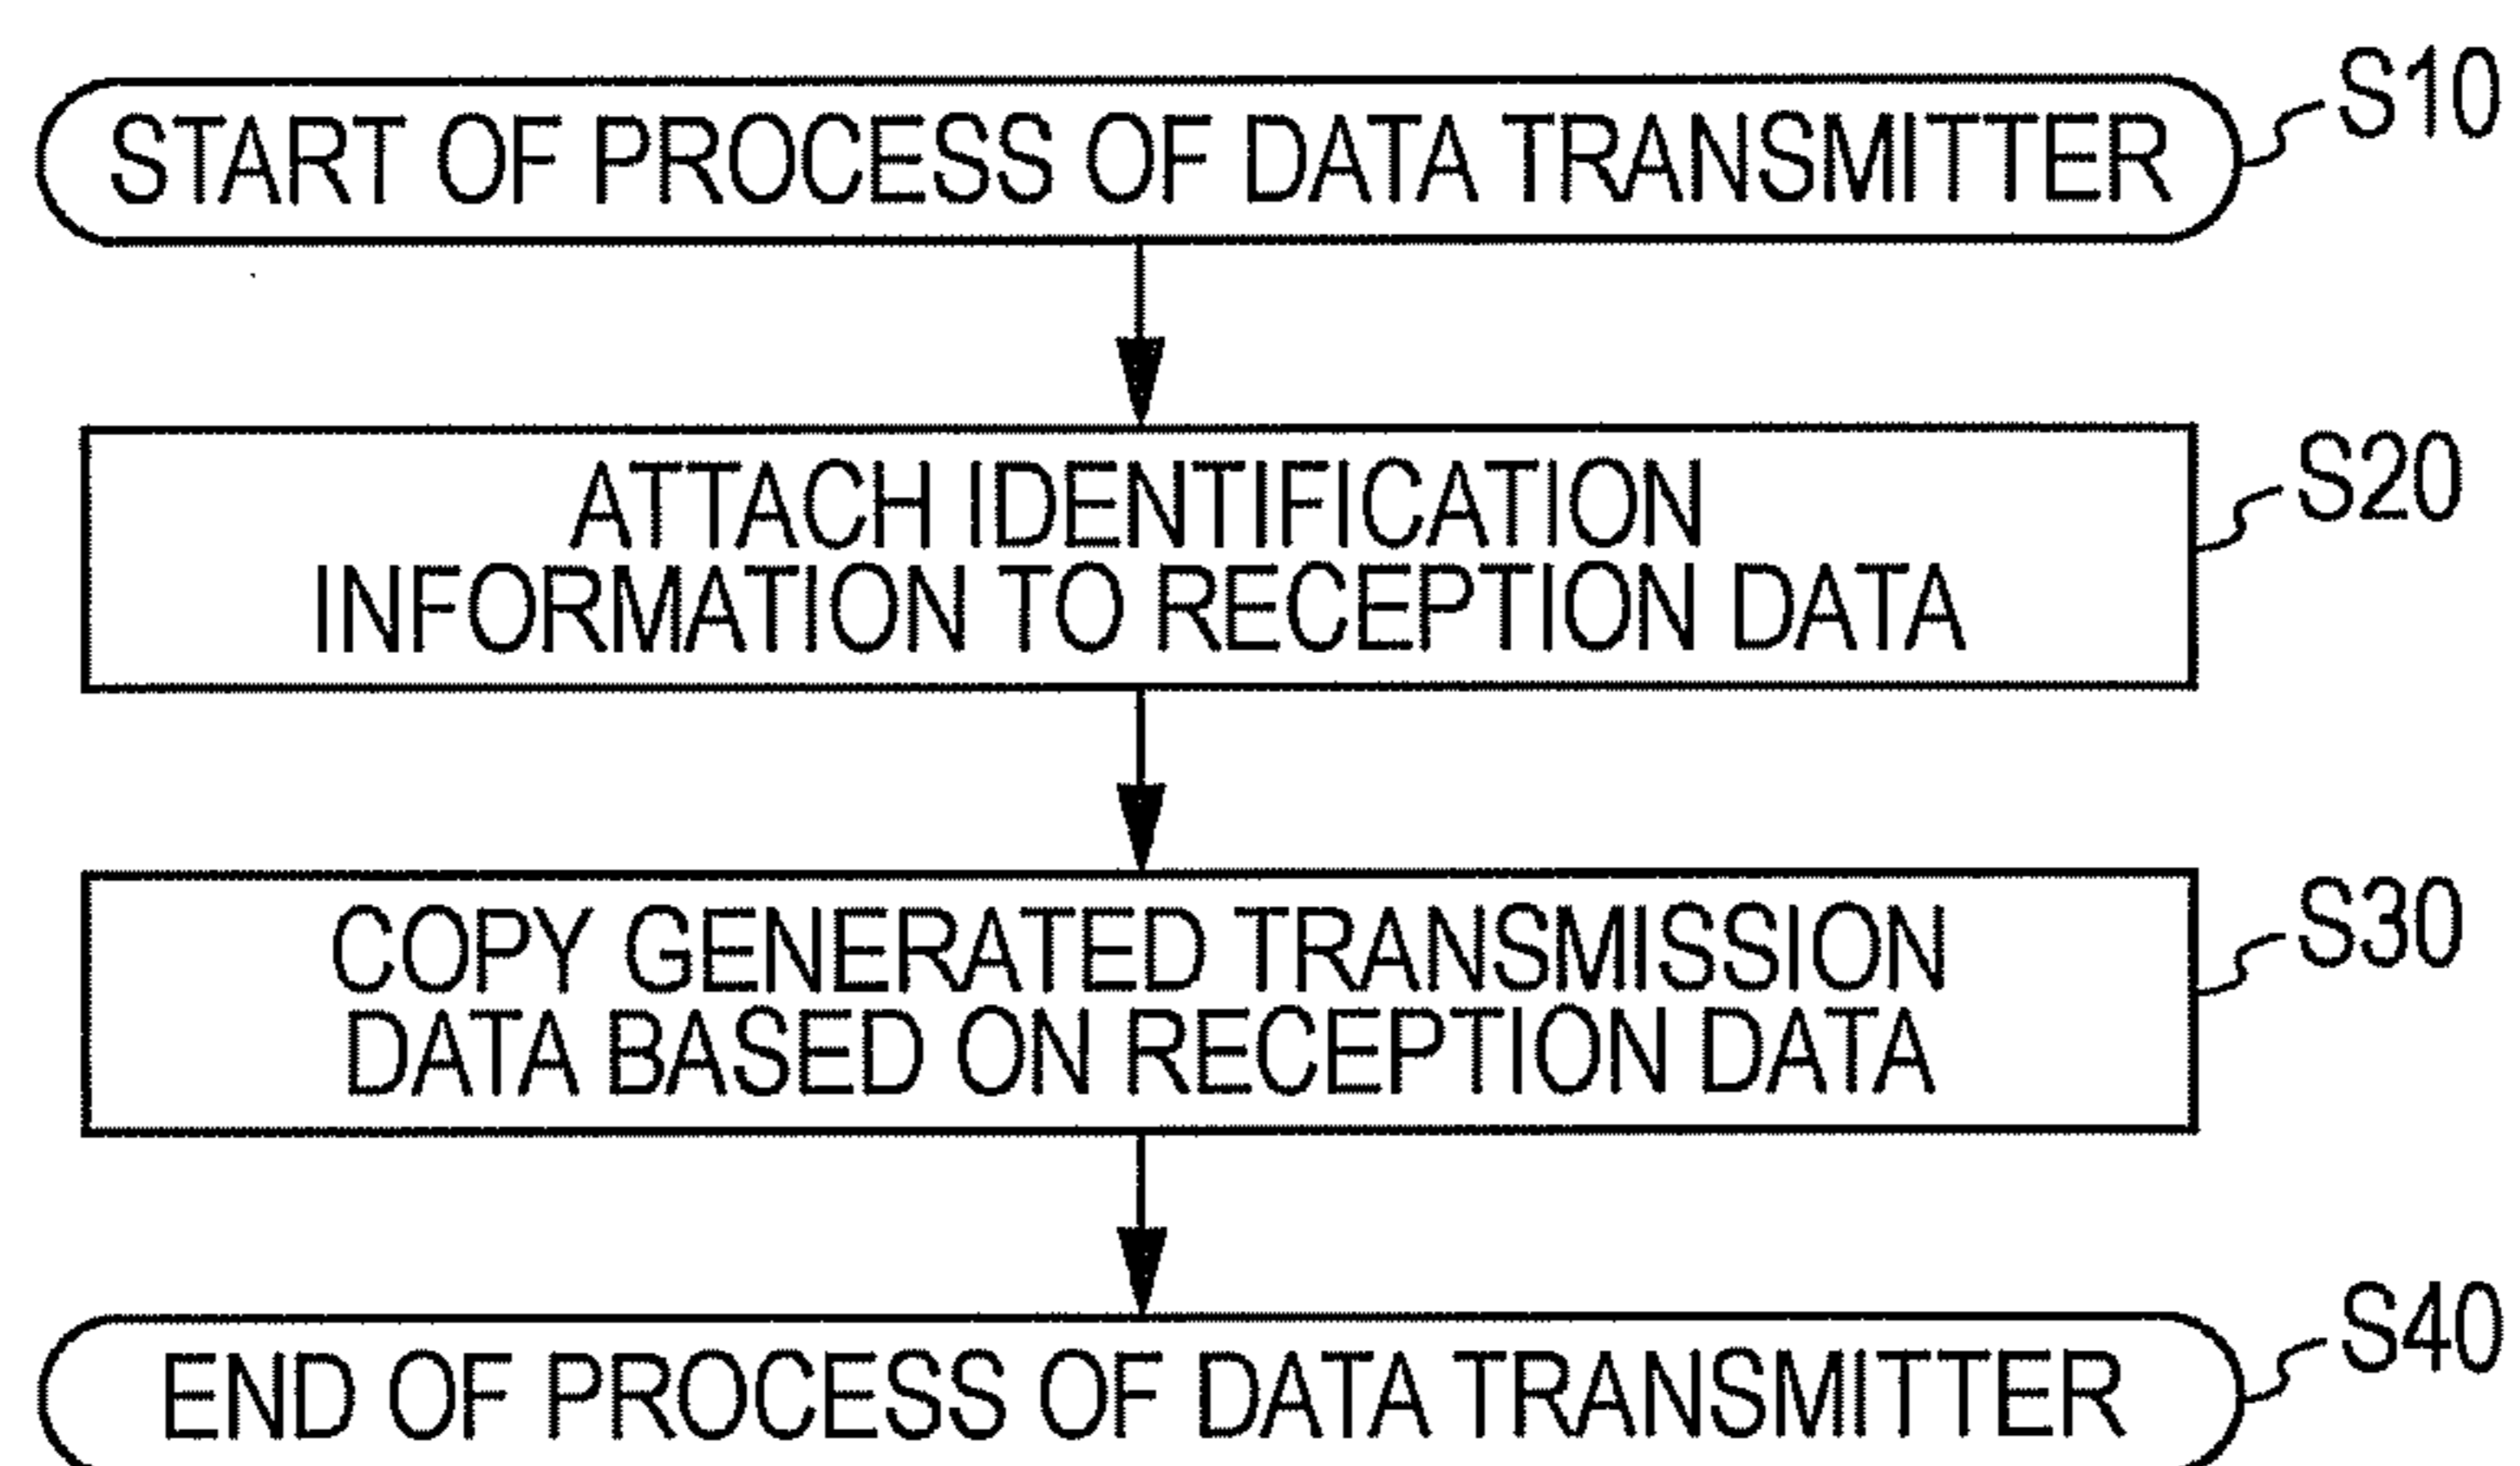 START OF PROCESS OF DATA TRANSMITTER
S10
ATTACH IDENTIFICATION
INFORMATION TO RECEPTION DATA
S20
COPY GENERATED TRANSMISSION
DATA BASED ON RECEPTION DATA
S30
END OF PROCESS OF DATA TRANSMITTER
S40